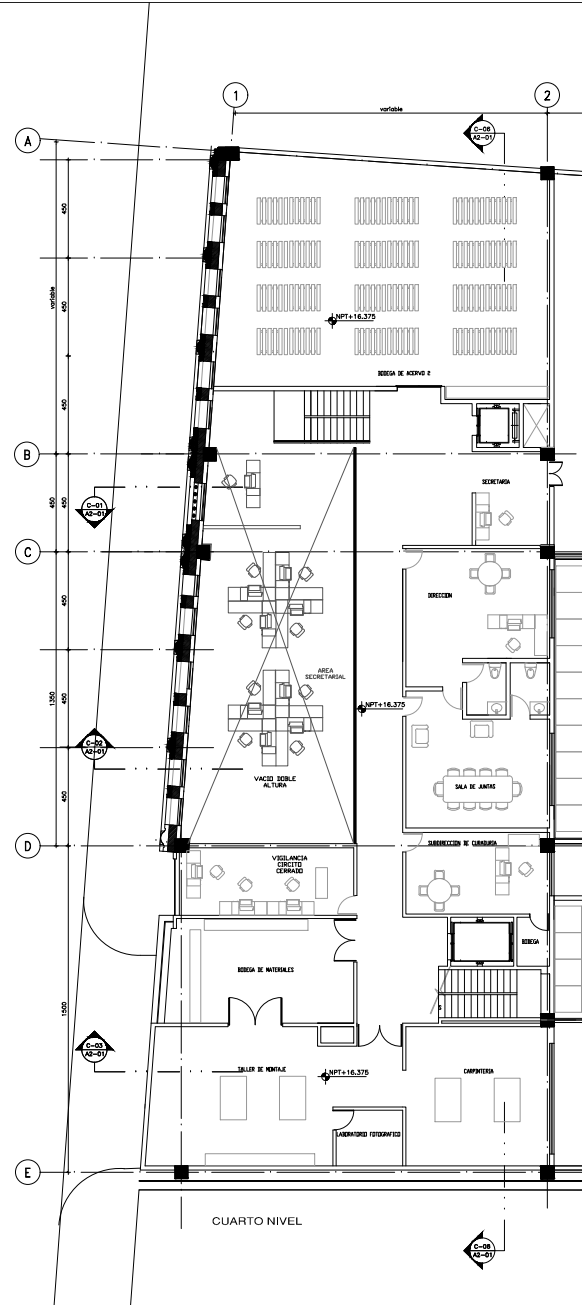 1
2
variable
C-08
A2-01
A
450
450
variable
NPT+16.375
BODEGA DE ACERVO 2
450
B
SECRETARIA
450
450
C-01
A2-01
C
DIRECCION
450
AREA
SECRETARIAL
450
1350
NPT+16.375
C-02
A2-01
VACIO DOBLE
ALTURA
SALA DE JUNTAS
450
D
SUBDIRECCION DE CURADURIA
VIGILANCIA
CIRCITO
CERRADO
BODEGA
BODEGA DE MATERIALES
1500
S
C-03
A2-01
TALLER DE MONTAJE
NPT+16.375
CARPINTERIA
LABORATORIO FOTOGRAFICO
E
CUARTO NIVEL
C-08
A2-01